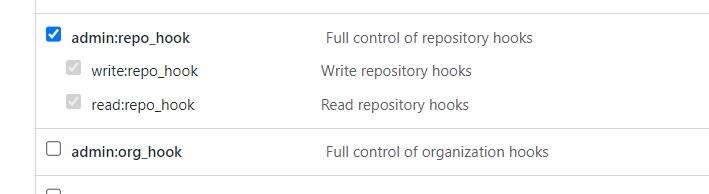 admin:repo_hook Full control of repository hooks
write:repo_hook Write repository hooks
read:repo_hook Read repository hooks
admin:org_hook Full control of organization hooks